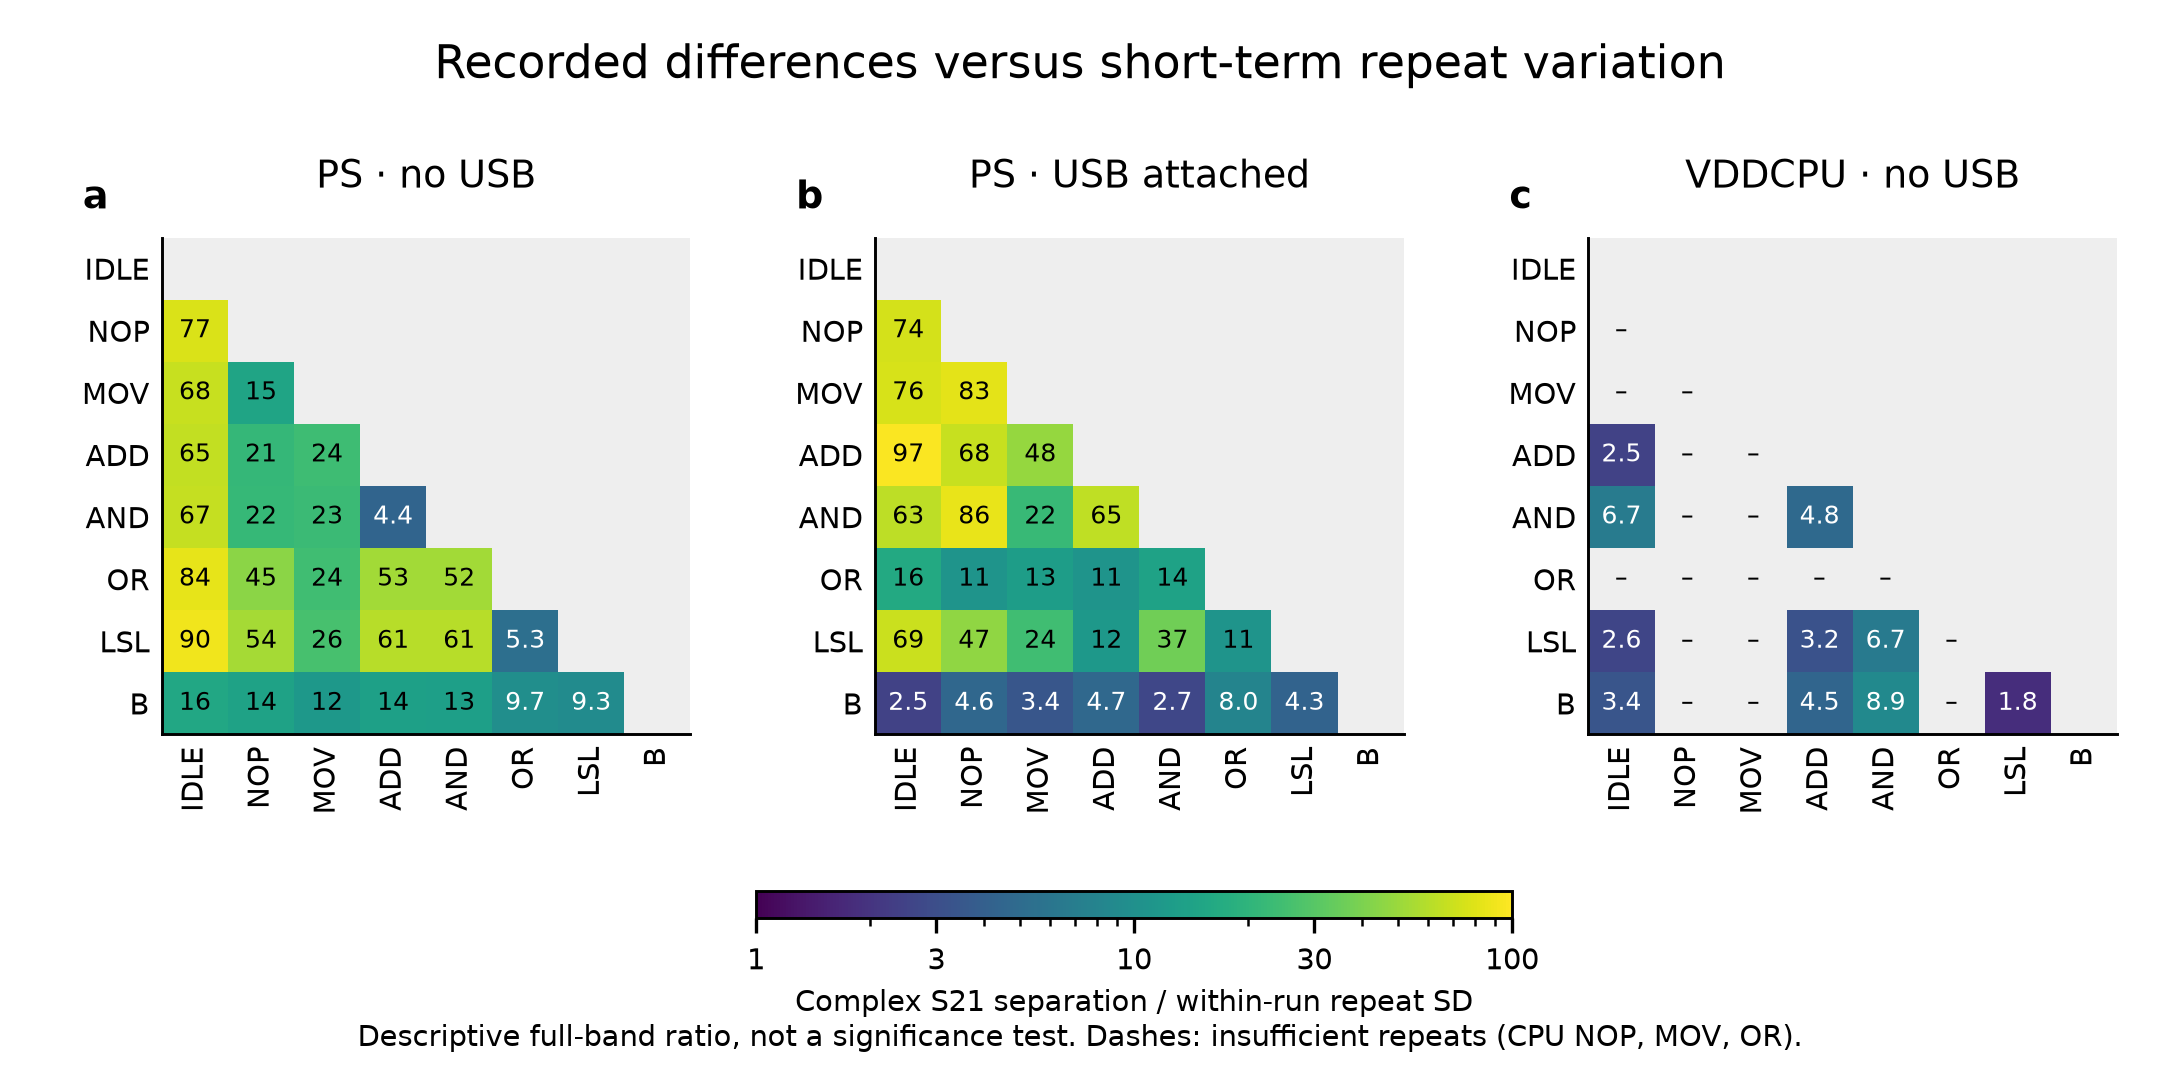 Recorded differences versus short-term repeat variation
a PS · no USB
IDLE
NOP 77
MOV 68 15
ADD 65 21 24
AND 67 22 23 4.4
OR 84 45 24 53 52
LSL 90 54 26 61 61 5.3
B 16 14 12 14 13 9.7 9.3
IDLE NOP MOV ADD AND OR LSL B
b PS · USB attached
IDLE
NOP 74
MOV 76 83
ADD 97 68 48
AND 63 86 22 65
OR 16 11 13 11 14
LSL 69 47 24 12 37 11
B 2.5 4.6 3.4 4.7 2.7 8.0 4.3
IDLE NOP MOV ADD AND OR LSL B
c VDDCPU · no USB
IDLE
NOP –
MOV – –
ADD 2.5 – –
AND 6.7 – – 4.8
OR – – – – –
LSL 2.6 – – 3.2 6.7 –
B 3.4 – – 4.5 8.9 – 1.8
IDLE NOP MOV ADD AND OR LSL B
1 3 10 30 100
Complex S21 separation / within-run repeat SD
Descriptive full-band ratio, not a significance test. Dashes: insufficient repeats (CPU NOP, MOV, OR).